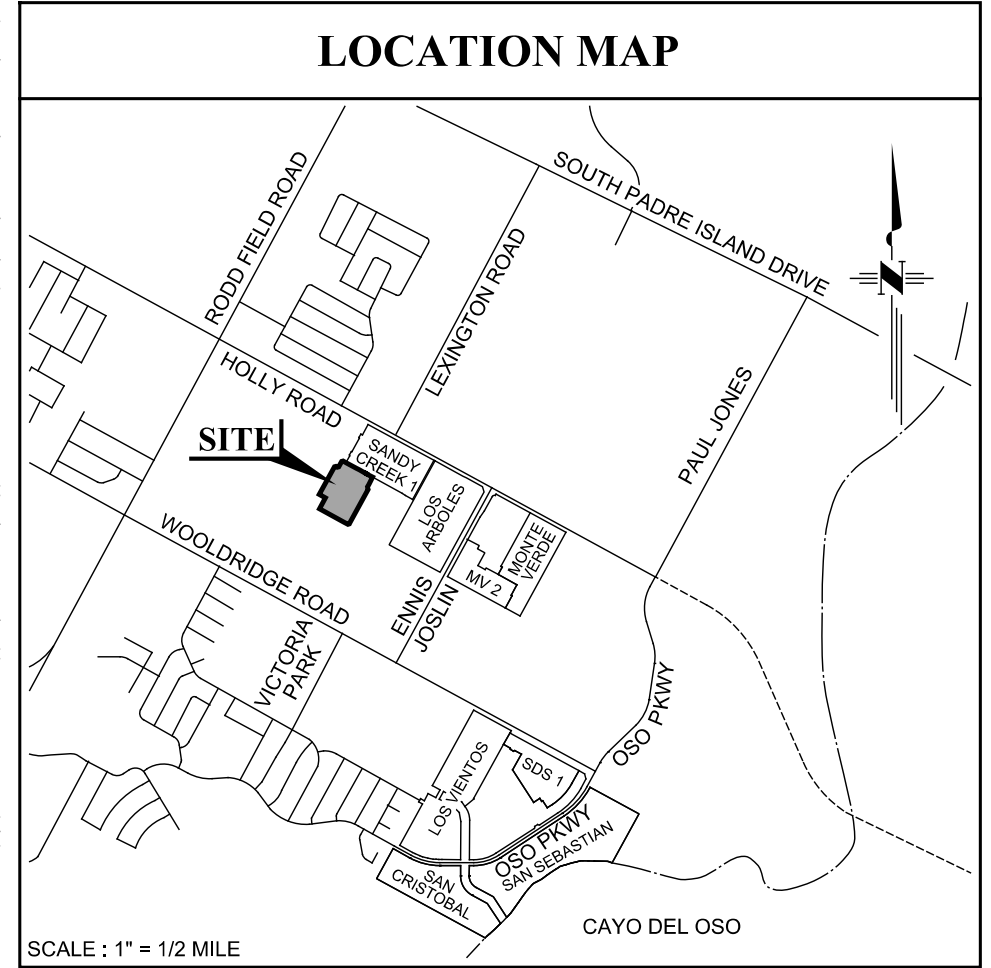 LOCATION MAP
SOUTH PADRE ISLAND DRIVE
RODD FIELD ROAD
LEXINGTON ROAD
N
HOLLY ROAD
PAUL JONES
SITE
SANDY
CREEK 1
LOS
ARBOLES
MONTE
VERDE
MV 2
WOOLDRIDGE ROAD
ENNIS
JOSLIN
VICTORIA
PARK
OSO PKWY
SDS 1
LOS VIENTOS
OSO PKWY
SAN SEBASTIAN
SAN
CRISTOBAL
CAYO DEL OSO
SCALE : 1" = 1/2 MILE